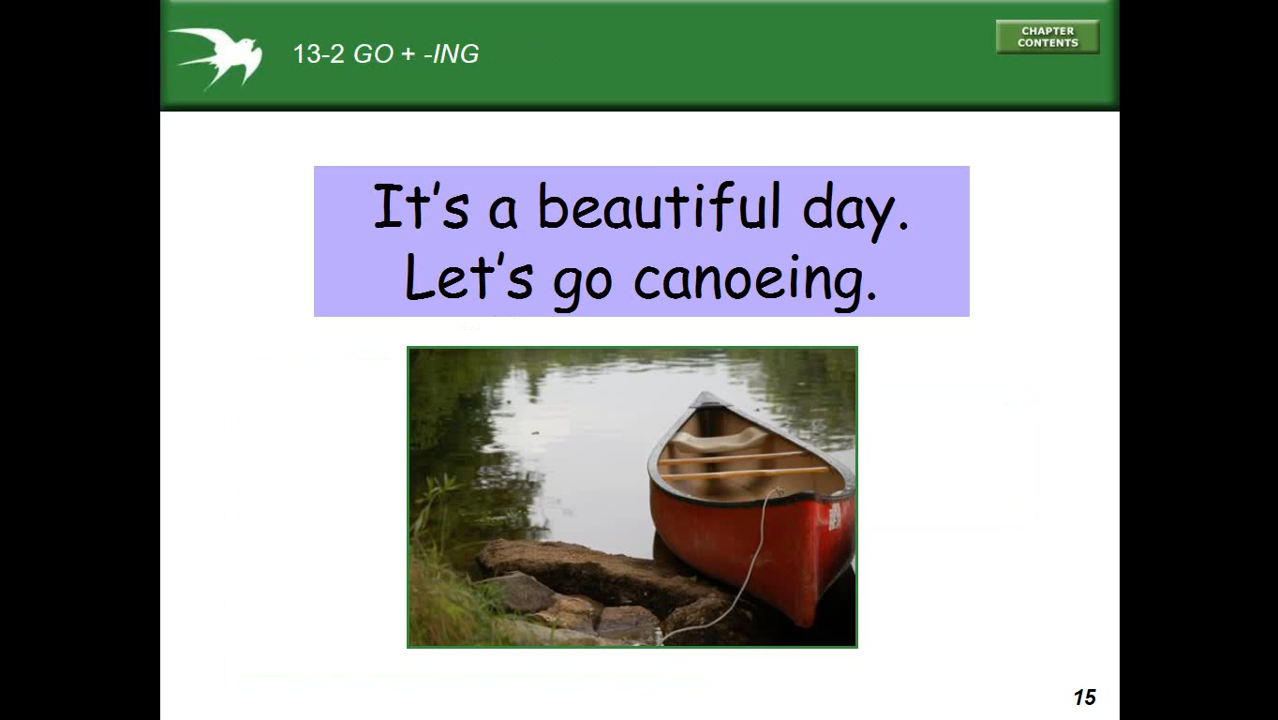 13-2 GO + -ING
CHAPTER
CONTENTS
It's a beautiful day.
Let's go canoeing.
15